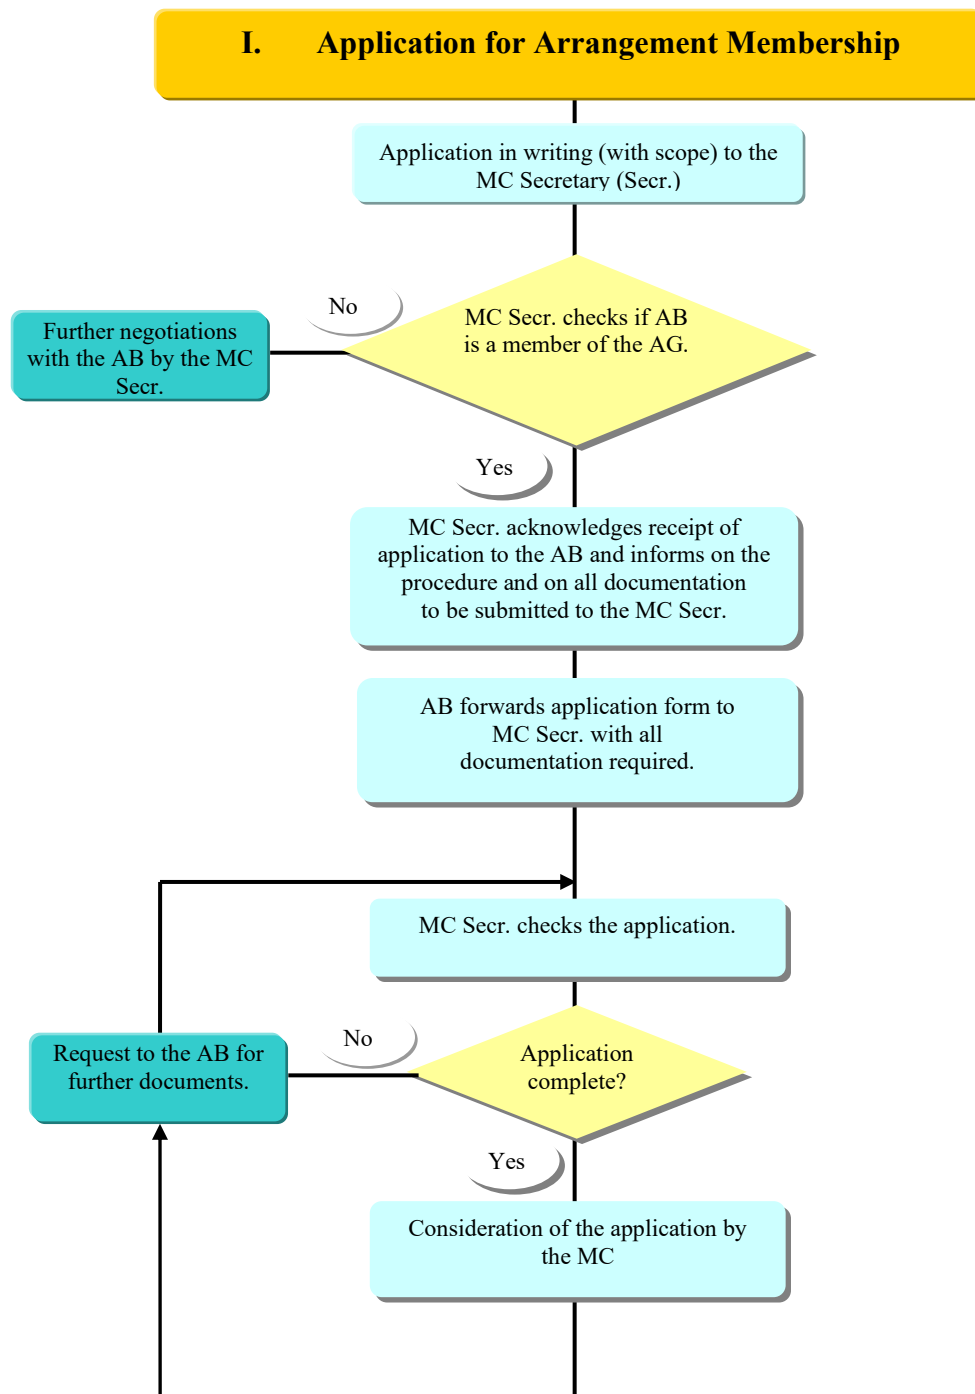 I. Application for Arrangement Membership
Application in writing (with scope) to the
MC Secretary (Secr.)
No
MC Secr. checks if AB
is a member of the AG.
Further negotiations
with the AB by the MC
Secr.
Yes
MC Secr. acknowledges receipt of
application to the AB and informs on the
procedure and on all documentation
to be submitted to the MC Secr.
AB forwards application form to
MC Secr. with all
documentation required.
MC Secr. checks the application.
No
Application
complete?
Request to the AB for
further documents.
Yes
Consideration of the application by
the MC